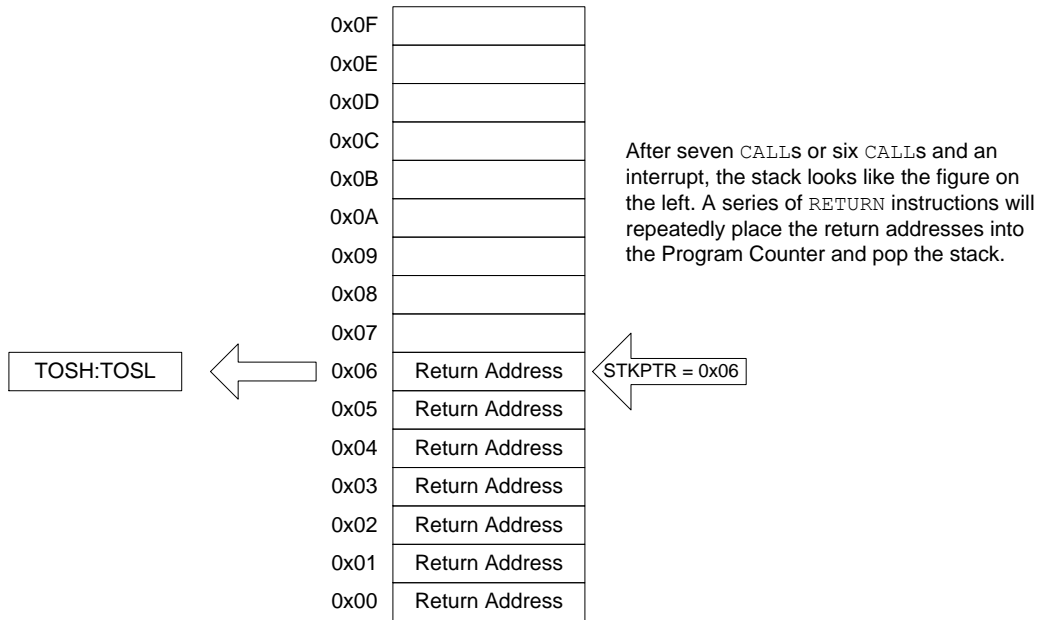 0x0F
0x0E
0x0D
0x0C
0x0B
0x0A
0x09
0x08
0x07
0x06 Return Address
0x05 Return Address
0x04 Return Address
0x03 Return Address
0x02 Return Address
0x01 Return Address
0x00 Return Address
TOSH:TOSL
STKPTR = 0x06
After seven CALLs or six CALLs and an
interrupt, the stack looks like the figure on
the left. A series of RETURN instructions will
repeatedly place the return addresses into
the Program Counter and pop the stack.